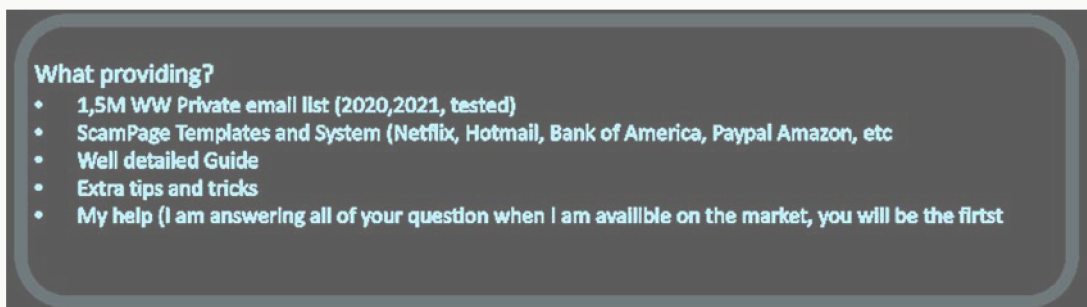 What providing?
• 1,5M WW Private email list (2020,2021, tested)
• ScamPage Templates and System (Netflix, Hotmail, Bank of America, Paypal Amazon, etc
• Well detailed Guide
• Extra tips and tricks
• My help (I am answering all of your question when I am availible on the market, you will be the firtst